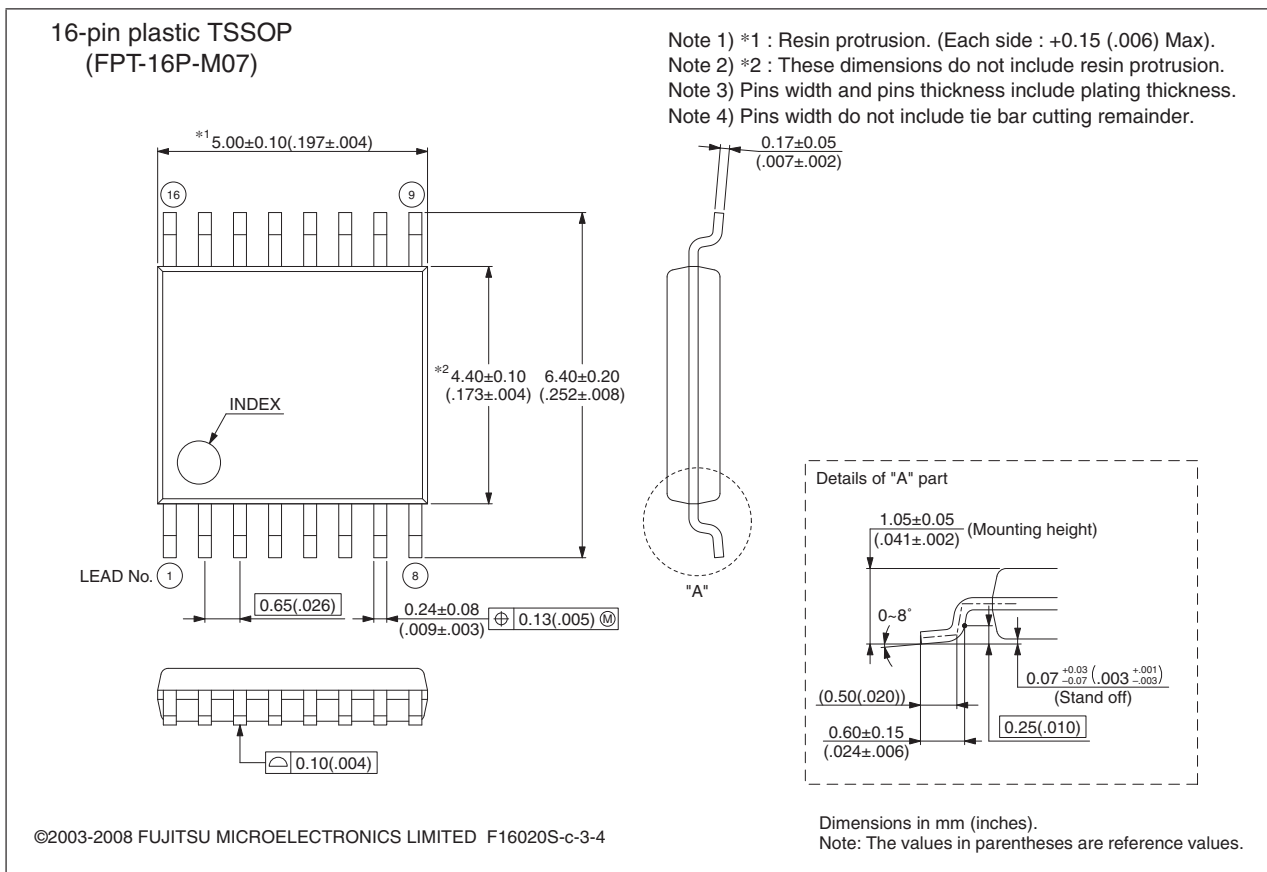 16-pin plastic TSSOP
(FPT-16P-M07)
Note 1) *1 : Resin protrusion. (Each side : +0.15 (.006) Max).
Note 2) *2 : These dimensions do not include resin protrusion.
Note 3) Pins width and pins thickness include plating thickness.
Note 4) Pins width do not include tie bar cutting remainder.
*1 5.00±0.10(.197±.004)
0.17±0.05
(.007±.002)
16
9
*2 4.40±0.10
(.173±.004)
6.40±0.20
(.252±.008)
INDEX
LEAD No. 1
8
"A"
0.65(.026)
0.24±0.08
(.009±.003)
⌖ 0.13(.005) Ⓜ
⌓ 0.10(.004)
Details of "A" part
1.05±0.05
(.041±.002)
(Mounting height)
0~8°
0.07 +0.03 -0.07 (.003 +.001 -.003)
(Stand off)
(0.50(.020))
0.25(.010)
0.60±0.15
(.024±.006)
©2003-2008 FUJITSU MICROELECTRONICS LIMITED F16020S-c-3-4
Dimensions in mm (inches).
Note: The values in parentheses are reference values.